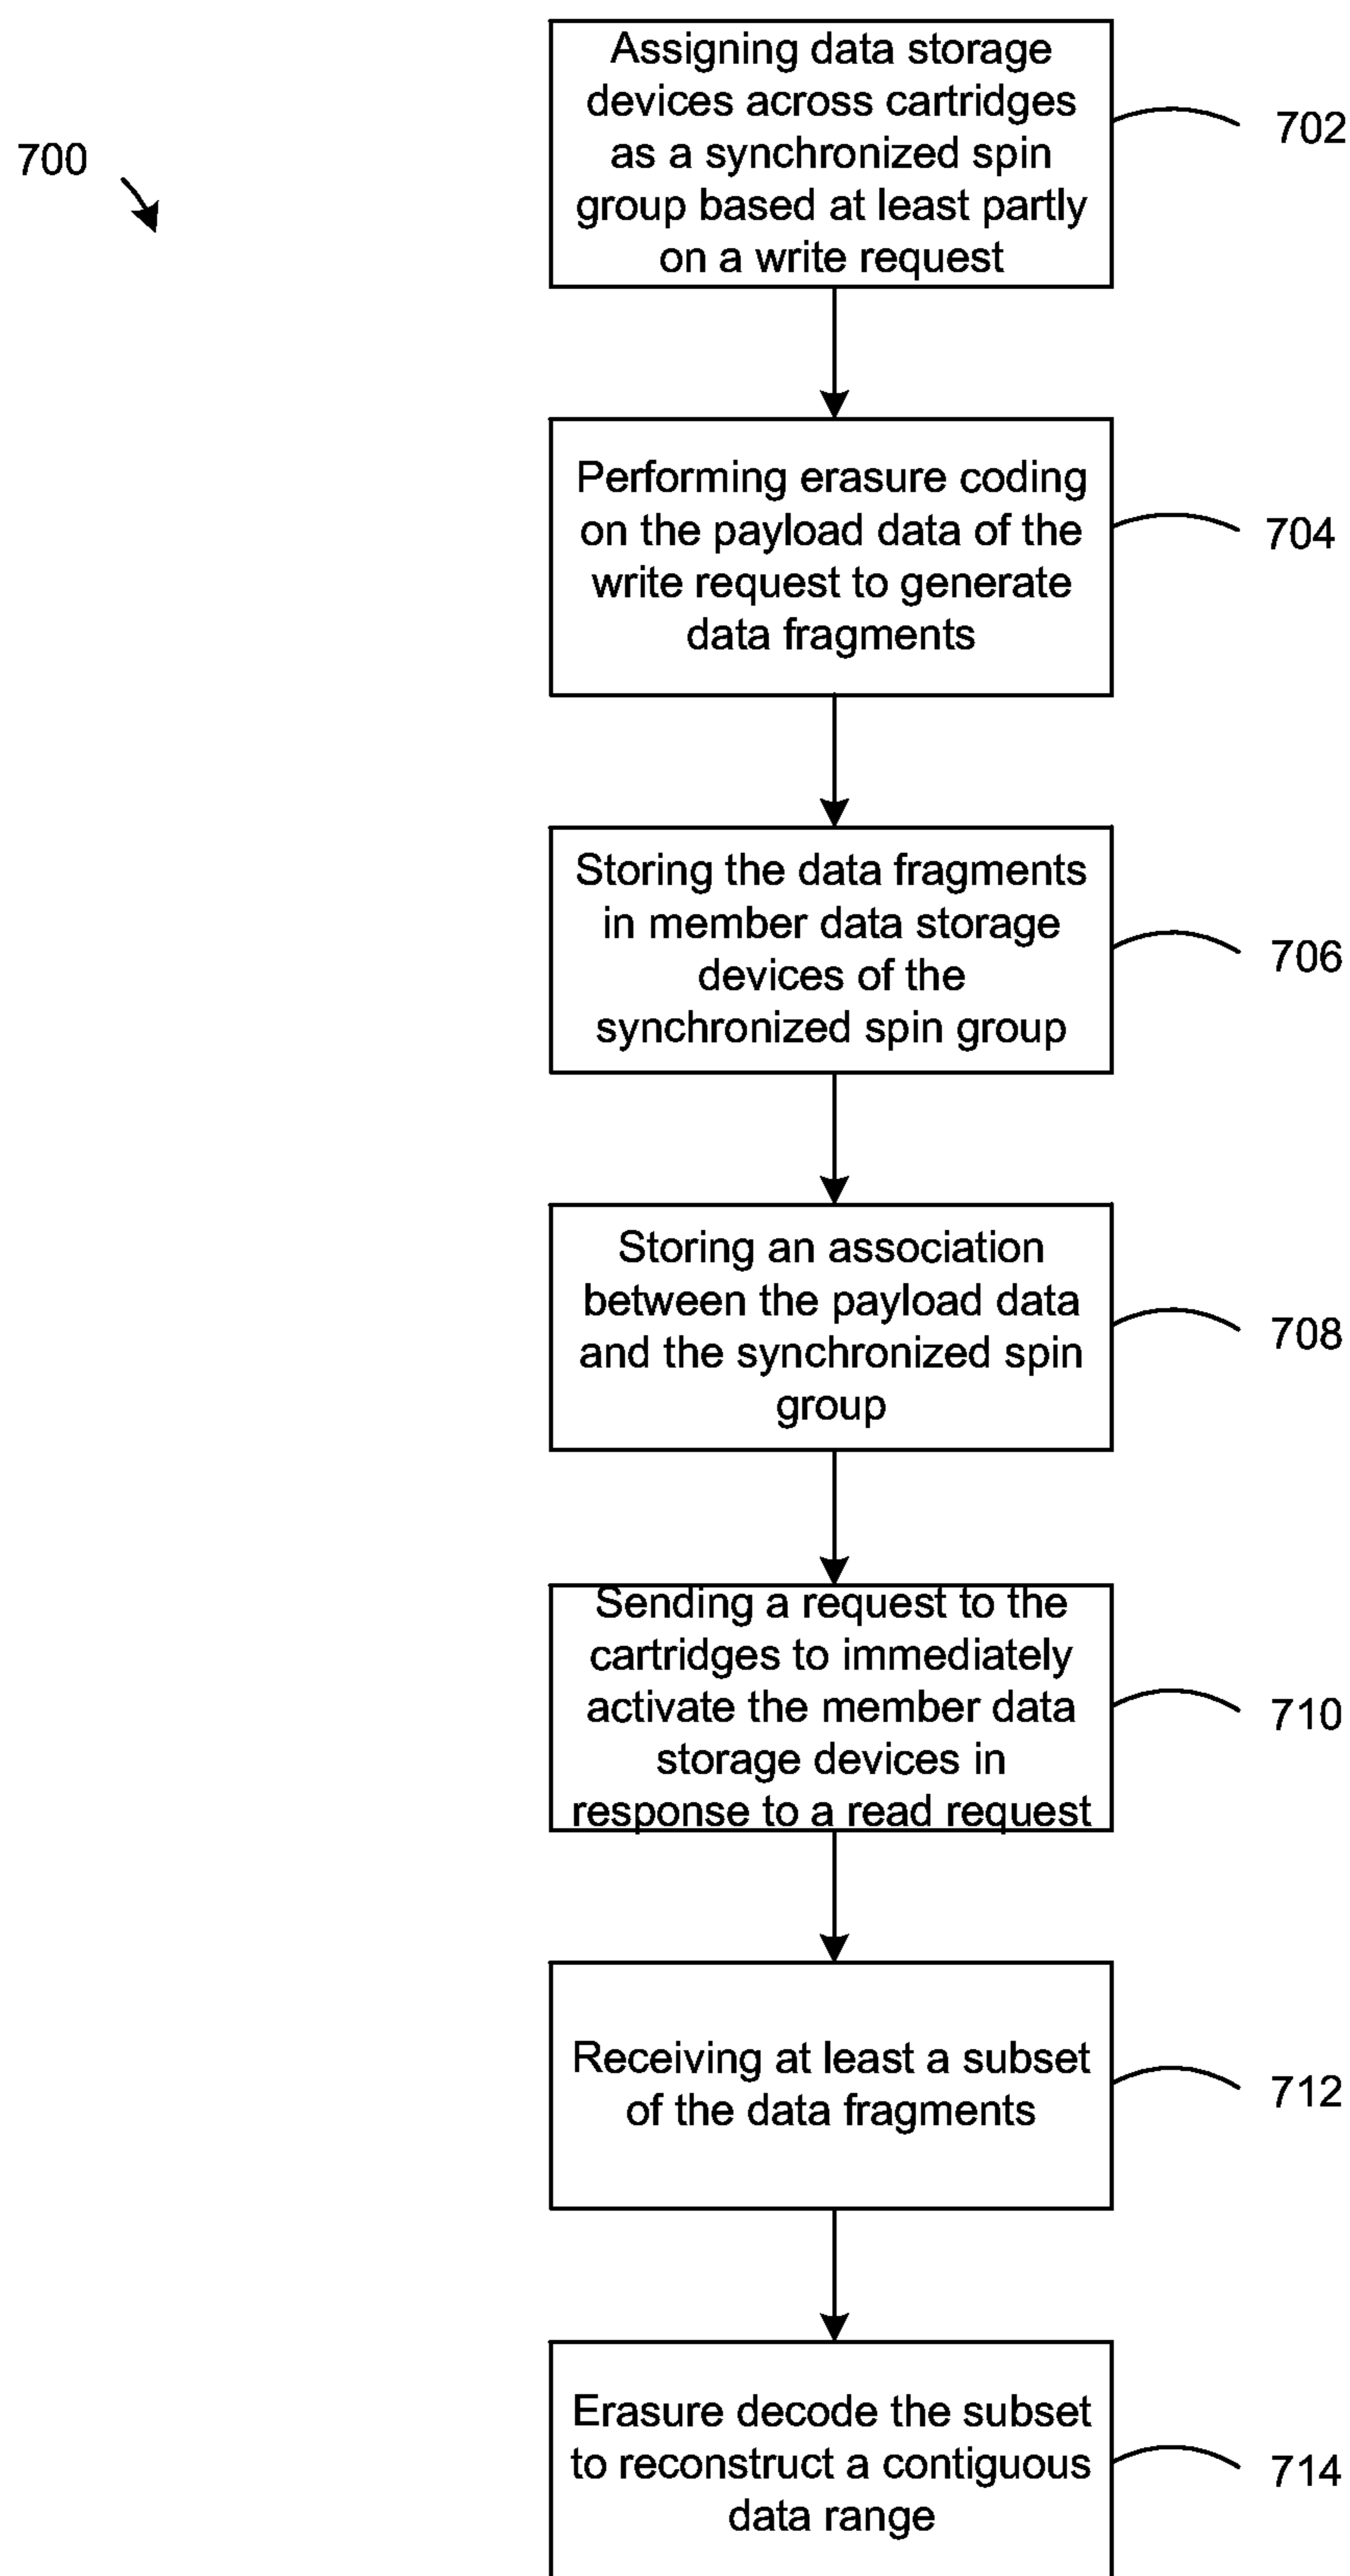 700
Assigning data storage
devices across cartridges
as a synchronized spin
group based at least partly
on a write request
702
Performing erasure coding
on the payload data of the
write request to generate
data fragments
704
Storing the data fragments
in member data storage
devices of the
synchronized spin group
706
Storing an association
between the payload data
and the synchronized spin
group
708
Sending a request to the
cartridges to immediately
activate the member data
storage devices in
response to a read request
710
Receiving at least a subset
of the data fragments
712
Erasure decode the subset
to reconstruct a contiguous
data range
714